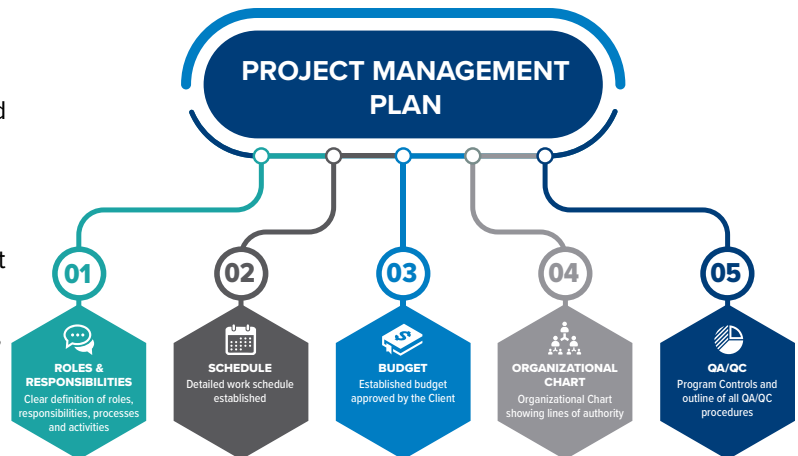 PROJECT MANAGEMENT
PLAN
d
t
01
ROLES &
RESPONSIBILITIES
Clear definition of roles,
responsibilities, processes
and activities
02
SCHEDULE
Detailed work schedule
established
03
BUDGET
Established budget
approved by the Client
04
ORGANIZATIONAL
CHART
Organizational Chart
showing lines of authority
05
QA/QC
Program Controls and
outline of all QA/QC
procedures